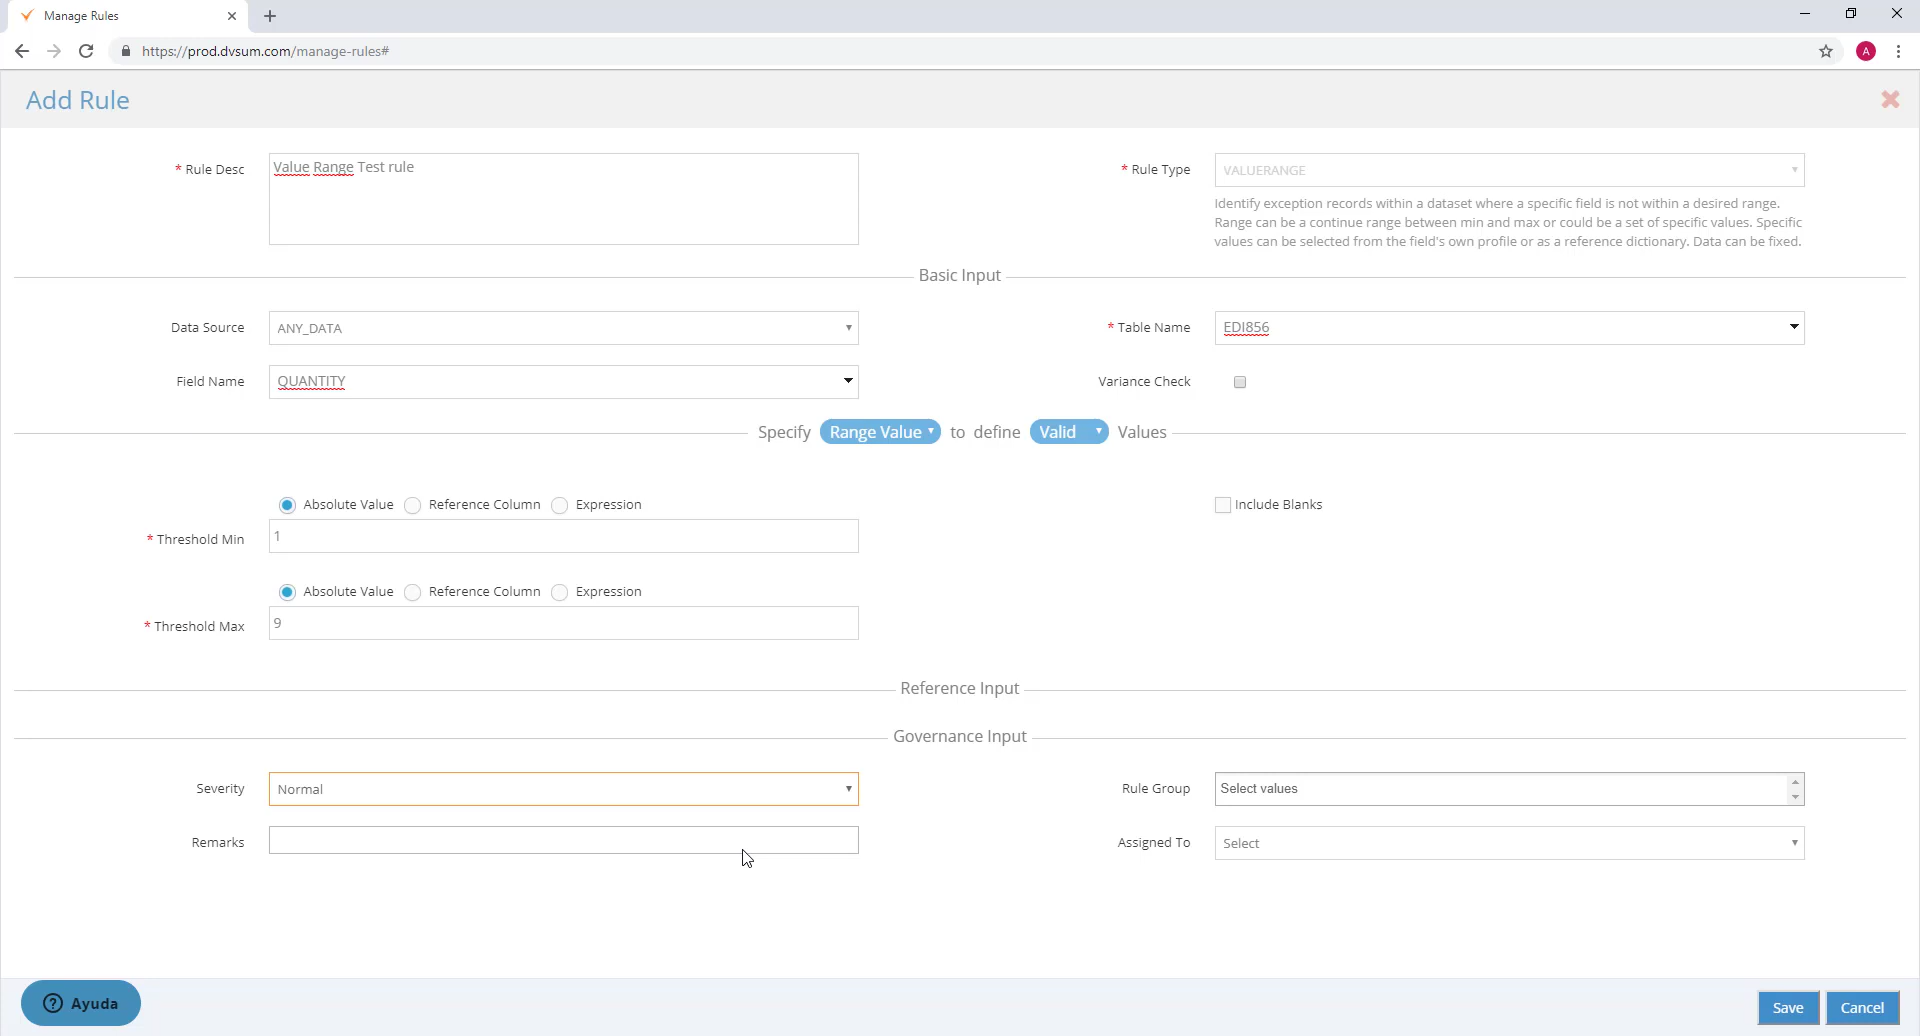 Manage Rules
https://prod.dvsum.com/manage-rules#
A
Add Rule
* Rule Desc
Value Range Test rule
* Rule Type
VALUERANGE
Identify exception records within a dataset where a specific field is not within a desired range.
Range can be a continue range between min and max or could be a set of specific values. Specific
values can be selected from the field's own profile or as a reference dictionary. Data can be fixed.
Basic Input
Data Source
ANY_DATA
* Table Name
EDI856
Field Name
QUANTITY
Variance Check
Specify Range Value to define Valid Values
Absolute Value Reference Column Expression
Include Blanks
* Threshold Min
1
Absolute Value Reference Column Expression
* Threshold Max
9
Reference Input
Governance Input
Severity
Normal
Rule Group
Select values
Remarks
Assigned To
Select
? Ayuda
Save
Cancel